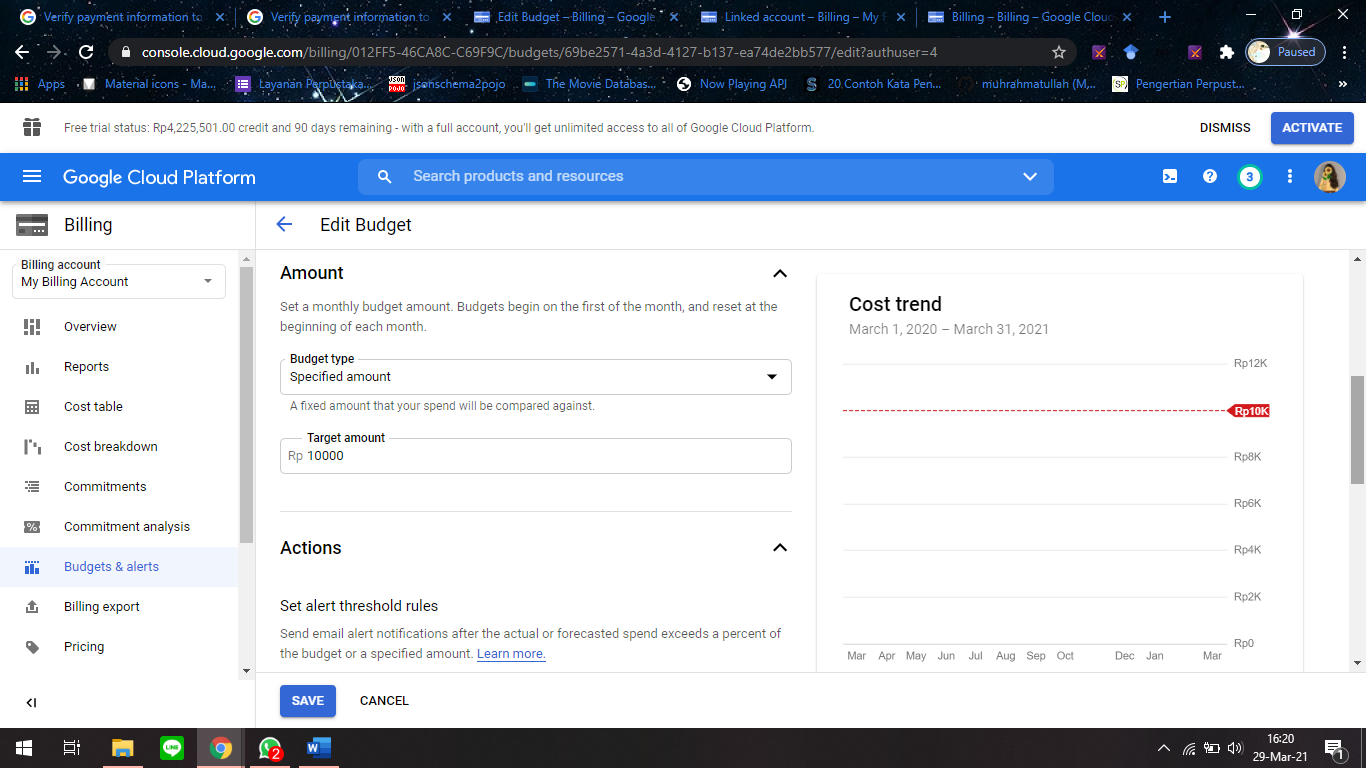 Verify payment information to
Verify payment information to
Edit Budget – Billing – Google
Linked account – Billing – My F
Billing – Billing – Google Cloud
console.cloud.google.com/billing/012FF5-46CA8C-C69F9C/budgets/69be2571-4a3d-4127-b137-ea74de2bb577/edit?authuser=4
Paused
Apps
Material icons - Ma...
Layanan Perpustaka...
JSON POJO
jsonschema2pojo
The Movie Databas...
Now Playing API
20 Contoh Kata Pen...
muhrahmatullah (M...
Pengertian Perpust...
Free trial status: Rp4,225,501.00 credit and 90 days remaining - with a full account, you'll get unlimited access to all of Google Cloud Platform.
DISMISS
ACTIVATE
Google Cloud Platform
Search products and resources
3
Billing
Edit Budget
Billing account
My Billing Account
Overview
Reports
Cost table
Cost breakdown
Commitments
Commitment analysis
Budgets & alerts
Billing export
Pricing
Amount
Set a monthly budget amount. Budgets begin on the first of the month, and reset at the
beginning of each month.
Budget type
Specified amount
A fixed amount that your spend will be compared against.
Target amount
Rp 10000
Actions
Set alert threshold rules
Send email alert notifications after the actual or forecasted spend exceeds a percent of
the budget or a specified amount. Learn more.
SAVE
CANCEL
Cost trend
March 1, 2020 – March 31, 2021
Rp12K
Rp10K
Rp8K
Rp6K
Rp4K
Rp2K
Rp0
Mar Apr May Jun Jul Aug Sep Oct Dec Jan Mar
LINE
2
W
16:20
29-Mar-21
1